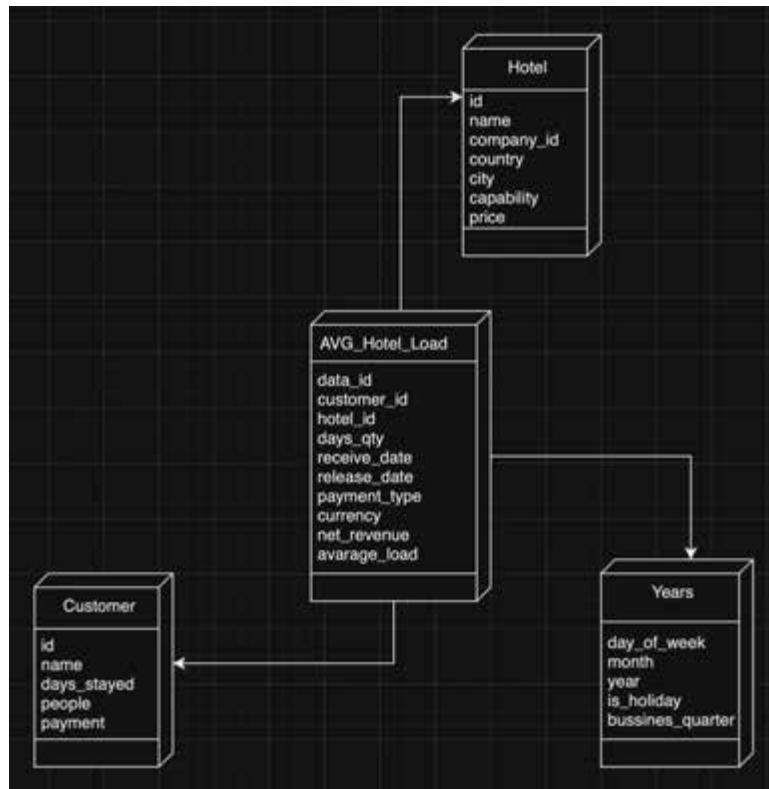 Hotel
id
name
company_id
country
city
capability
price
AVG_Hotel_Load
data_id
customer_id
hotel_id
days_qty
receive_date
release_date
payment_type
currency
net_revenue
avarage_load
Customer
id
name
days_stayed
people
payment
Years
day_of_week
month
year
is_holiday
bussines_quarter